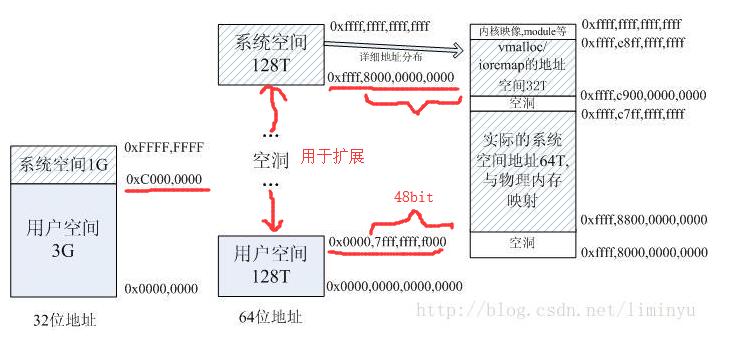 系统空间1G
用户空间
3G
0xFFFF,FFFF
0xC000,0000
0x0000,0000
32位地址
系统空间
128T
0xffff,ffff,ffff,ffff
详细地址分布
0xffff,8000,0000,0000
...
空洞
...
用于扩展
48bit
用户空间
128T
0x0000,7fff,ffff,f000
0x0000,0000,0000,0000
64位地址
内核映像,module等
vmalloc/
ioremap的地址
空间32T
空洞
实际的系统
空间地址64T,
与物理内存
映射
空洞
0xffff,ffff,ffff,ffff
0xffff,c8ff,ffff,ffff
0xffff,c900,0000,0000
0xffff,c7ff,ffff,ffff
0xffff,8800,0000,0000
0xffff,8000,0000,0000
http://blog.csdn.net/liminyu